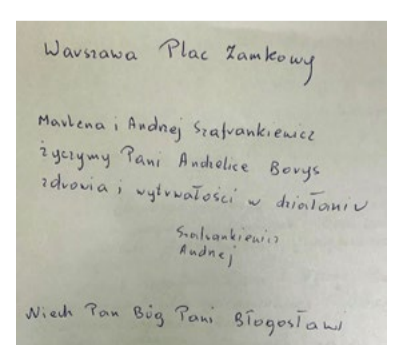 Warszawa Plac Zamkowy
Marlena i Andrzej Szafrankiewicz
życzymy Pani Andżelice Borys
zdrowia i wytrwałości w działaniu
Szafrankiewicz
Andrzej
Niech Pan Bóg Pani Błogosławi